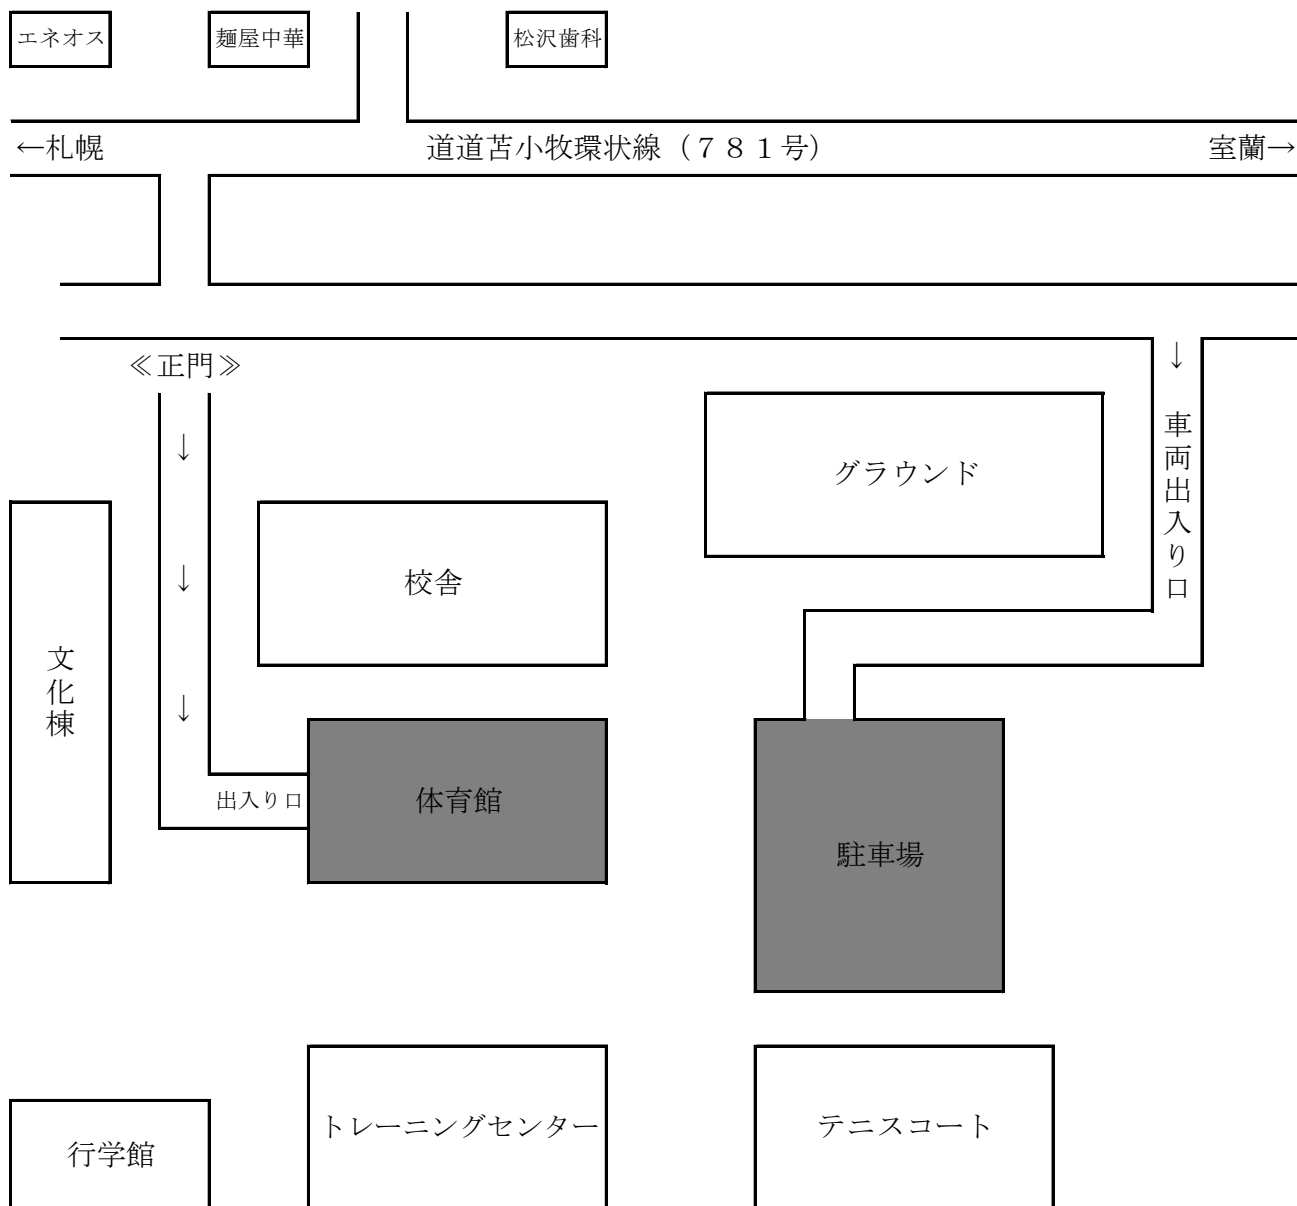 エネオス
麺屋中華
松沢歯科
←札幌
道道苫小牧環状線（７８１号）
室蘭→
≪正門≫
↓
↓
↓
↓
車両出入り口
グラウンド
校舎
文化棟
出入り口
体育館
駐車場
トレーニングセンター
テニスコート
行学館